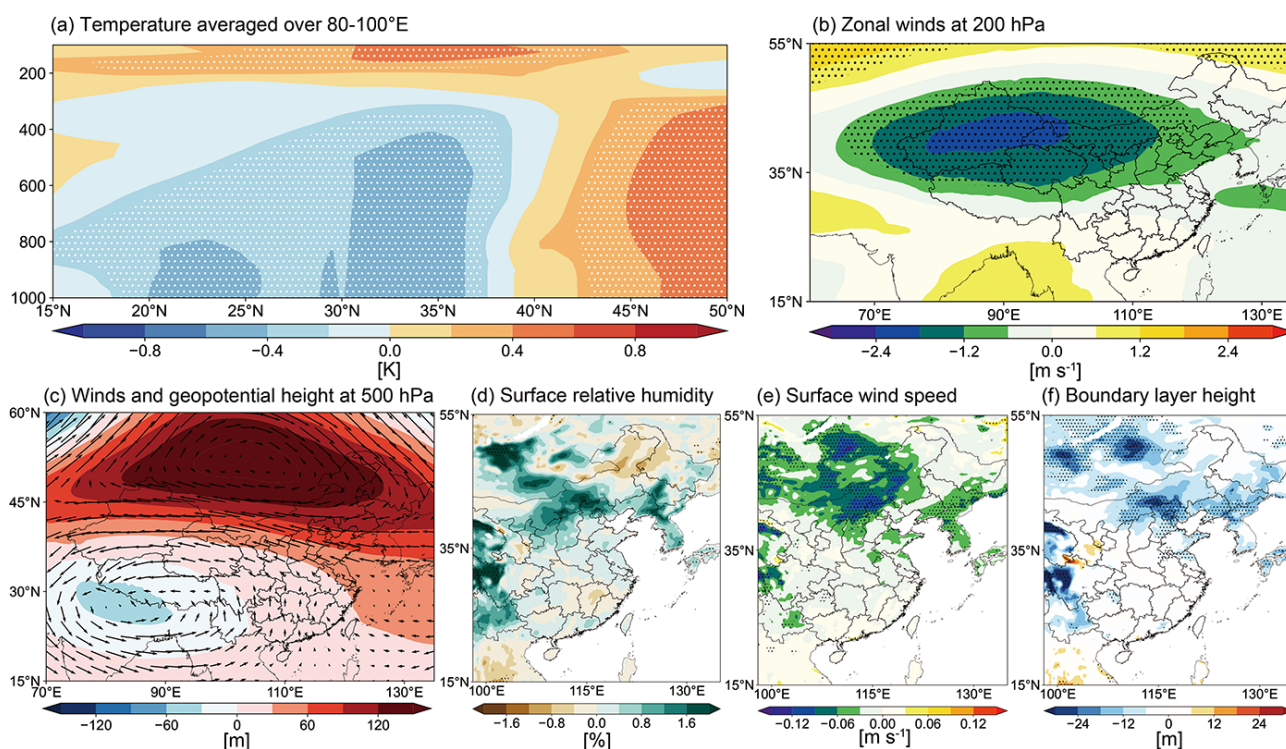 (a) Temperature averaged over 80-100°E
200
400
600
800
1000
15°N 20°N 25°N 30°N 35°N 40°N 45°N 50°N
−0.8 −0.4 0.0 0.4 0.8
[K]
(b) Zonal winds at 200 hPa
55°N
35°N
15°N
70°E 90°E 110°E 130°E
−2.4 −1.2 0.0 1.2 2.4
[m s⁻¹]
(c) Winds and geopotential height at 500 hPa
60°N
45°N
30°N
15°N
70°E 90°E 110°E 130°E
−120 −60 0 60 120
[m]
(d) Surface relative humidity
55°N
35°N
15°N
100°E 115°E 130°E
−1.6 −0.8 0.0 0.8 1.6
[%]
(e) Surface wind speed
55°N
35°N
15°N
100°E 115°E 130°E
−0.12 −0.06 0.00 0.06 0.12
[m s⁻¹]
(f) Boundary layer height
55°N
35°N
15°N
100°E 115°E 130°E
−24 −12 0 12 24
[m]